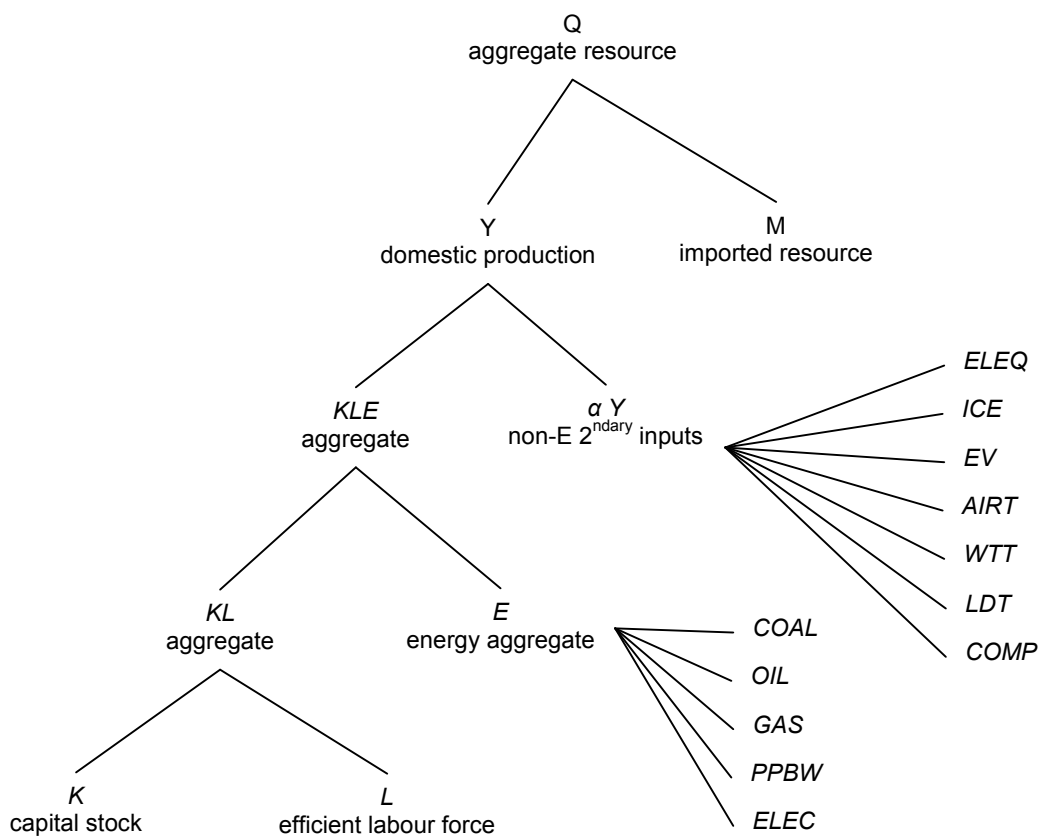 Q
aggregate resource
Y
domestic production
M
imported resource
KLE
aggregate
α Y
non-E 2ndary inputs
ELEQ
ICE
EV
AIRT
WTT
LDT
COMP
KL
aggregate
E
energy aggregate
COAL
OIL
GAS
PPBW
ELEC
K
capital stock
L
efficient labour force